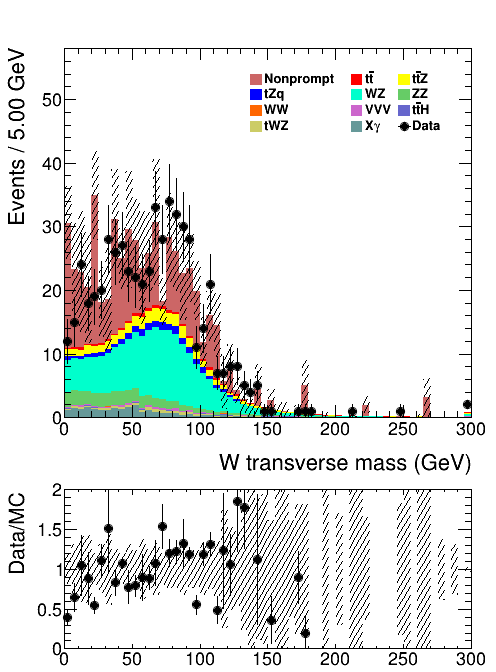 Events / 5.00 GeV
50
40
30
20
10
0
Nonprompt tt̄ tt̄Z
tZq WZ ZZ
WW VVV tt̄H
tWZ Xγ Data
0 50 100 150 200 250 300
W transverse mass (GeV)
Data/MC
2
1.5
1
0.5
0
0 50 100 150 200 250 300